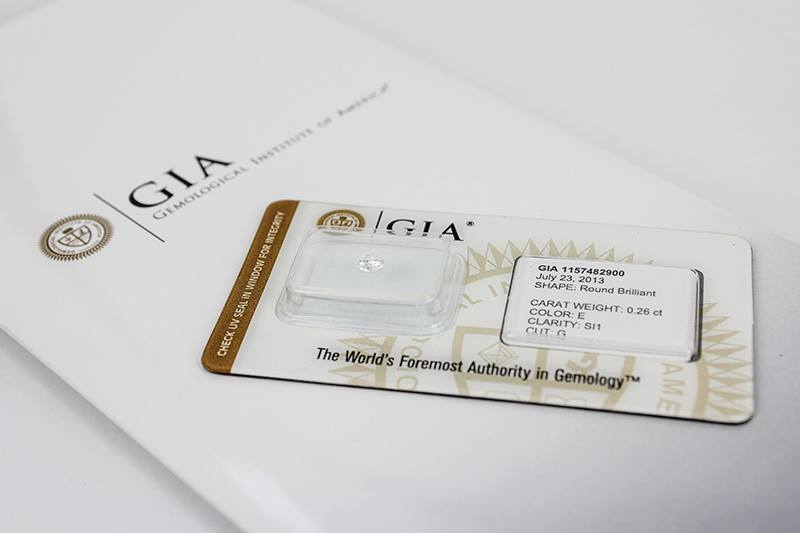 GIA
GEMOLOGICAL INSTITUTE OF AMERICA®
CHECK UV SEAL IN WINDOW FOR INTEGRITY
GIA®
GIA 1157482900
July 23, 2013
SHAPE: Round Brilliant
CARAT WEIGHT: 0.26 ct
COLOR: E
CLARITY: SI1
CUT: G
The World's Foremost Authority in Gemology™